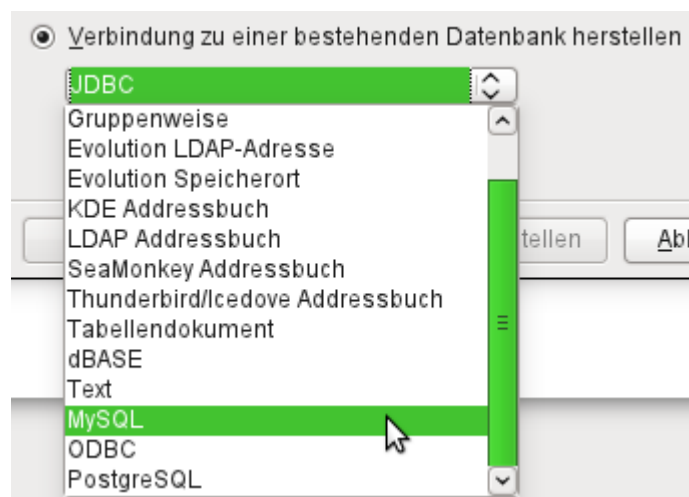 Verbindung zu einer bestehenden Datenbank herstellen
JDBC
Gruppenweise
Evolution LDAP-Adresse
Evolution Speicherort
KDE Addressbuch
LDAP Addressbuch
tellen
Abl
SeaMonkey Addressbuch
Thunderbird/Icedove Addressbuch
Tabellendokument
dBASE
Text
MySQL
ODBC
PostgreSQL